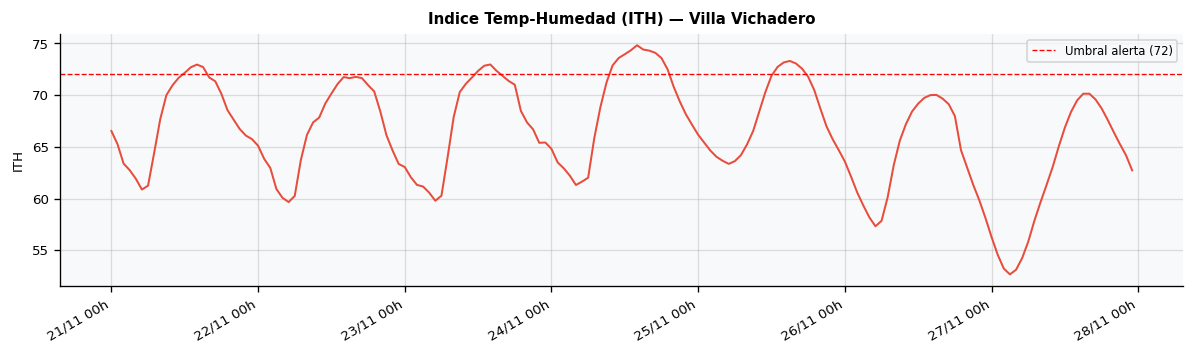 Indice Temp-Humedad (ITH) — Villa Vichadero
Umbral alerta (72)
ITH
75
70
65
60
55
21/11 00h
22/11 00h
23/11 00h
24/11 00h
25/11 00h
26/11 00h
27/11 00h
28/11 00h